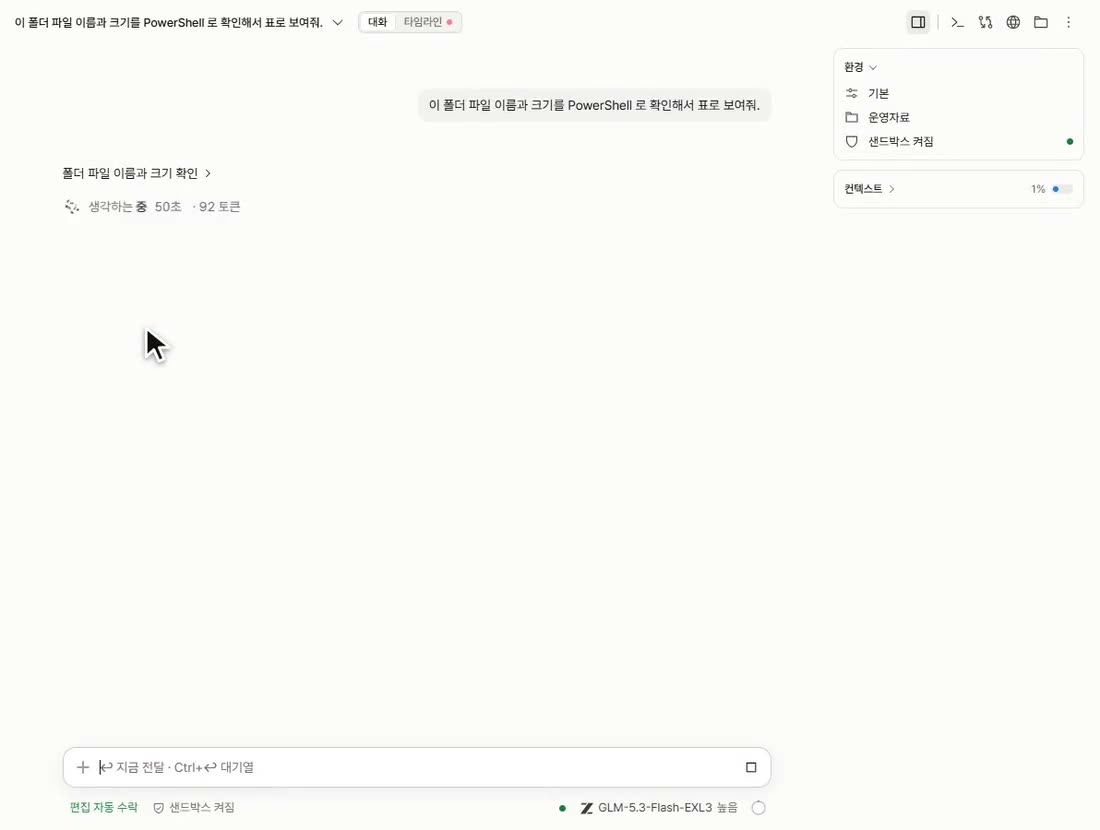 이 폴더 파일 이름과 크기를 PowerShell 로 확인해서 표로 보여줘.
대화 타임라인
환경
기본
운영자료
샌드박스 켜짐
컨텍스트 1%
이 폴더 파일 이름과 크기를 PowerShell 로 확인해서 표로 보여줘.
폴더 파일 이름과 크기 확인
생각하는 중 50초 · 92 토큰
↩ 지금 전달 · Ctrl+↩ 대기열
편집 자동 수락 샌드박스 켜짐 GLM-5.3-Flash-EXL3 높음